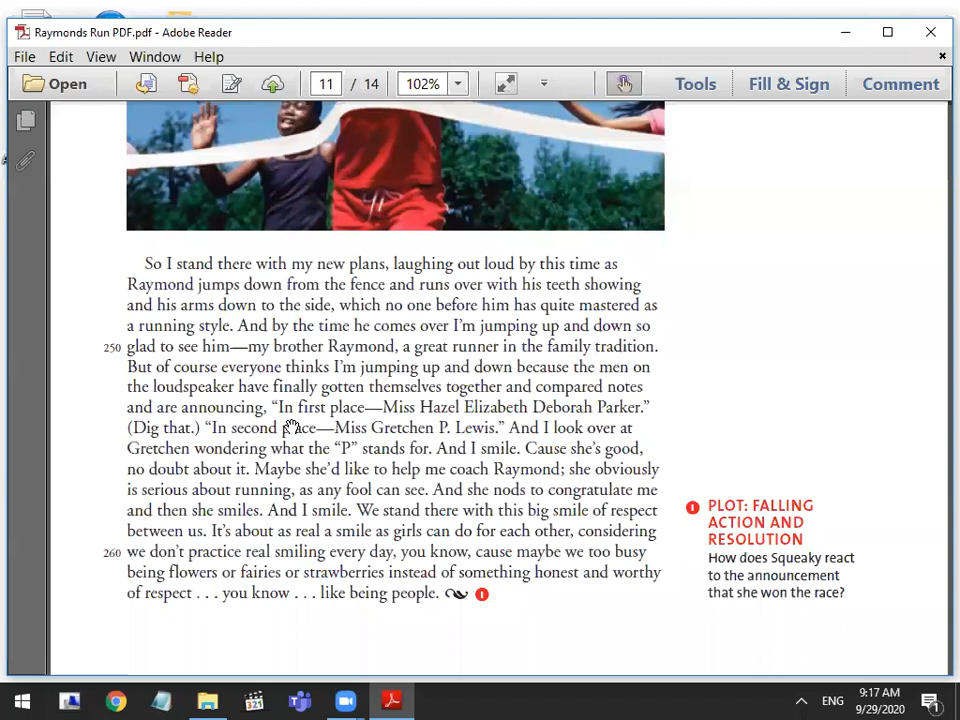 Raymonds Run PDF.pdf - Adobe Reader
File Edit View Window Help
Open 11 / 14 102% Tools Fill & Sign Comment
So I stand there with my new plans, laughing out loud by this time as
Raymond jumps down from the fence and runs over with his teeth showing
and his arms down to the side, which no one before him has quite mastered as
a running style. And by the time he comes over I’m jumping up and down so
250 glad to see him—my brother Raymond, a great runner in the family tradition.
But of course everyone thinks I’m jumping up and down because the men on
the loudspeaker have finally gotten themselves together and compared notes
and are announcing, “In first place—Miss Hazel Elizabeth Deborah Parker.”
(Dig that.) “In second place—Miss Gretchen P. Lewis.” And I look over at
Gretchen wondering what the “P” stands for. And I smile. Cause she’s good,
no doubt about it. Maybe she’d like to help me coach Raymond; she obviously
is serious about running, as any fool can see. And she nods to congratulate me
and then she smiles. And I smile. We stand there with this big smile of respect
between us. It’s about as real a smile as girls can do for each other, considering
260 we don’t practice real smiling every day, you know, cause maybe we too busy
being flowers or fairies or strawberries instead of something honest and worthy
of respect . . . you know . . . like being people. I
I PLOT: FALLING
ACTION AND
RESOLUTION
How does Squeaky react
to the announcement
that she won the race?
321
ENG
9:17 AM
9/29/2020
1